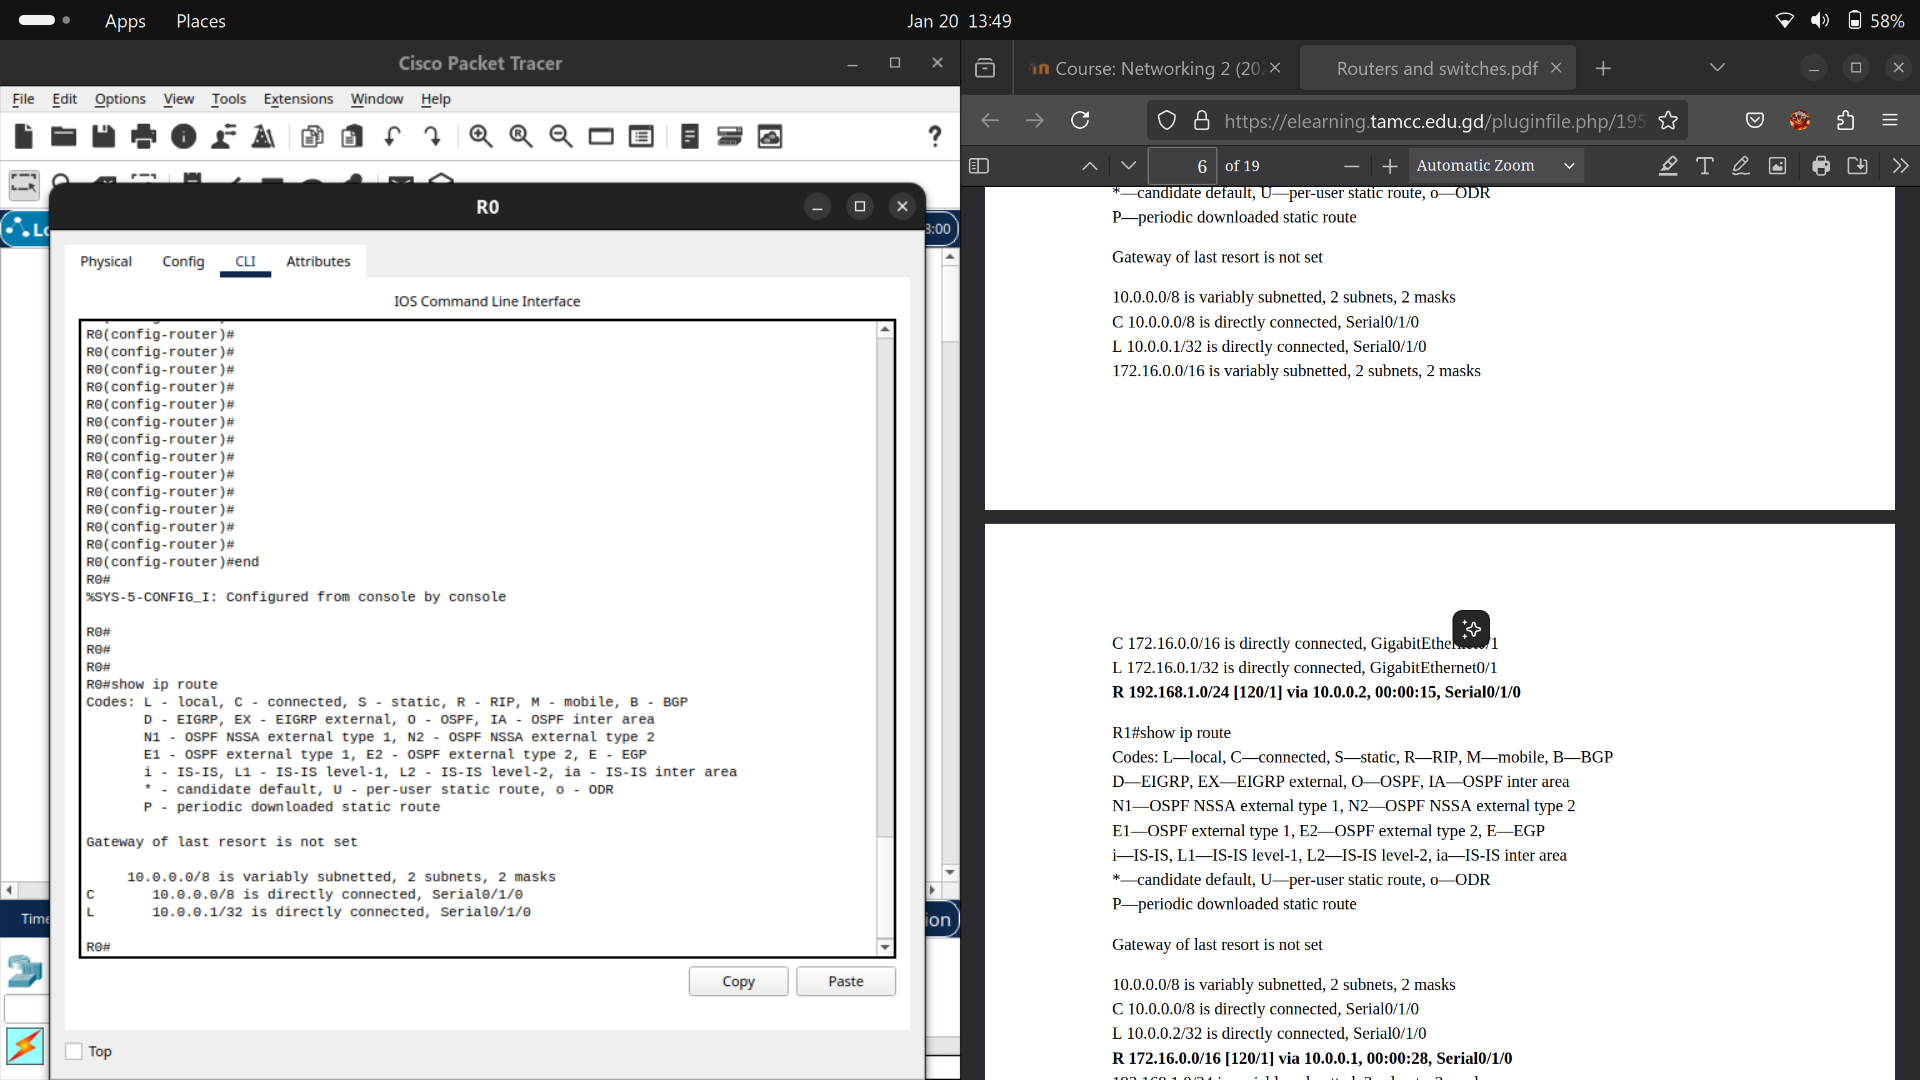 Apps Places Jan 20 13:49 58%
Cisco Packet Tracer
File Edit Options View Tools Extensions Window Help
?
R0
Physical Config CLI Attributes
IOS Command Line Interface
R0(config-router)#
R0(config-router)#
R0(config-router)#
R0(config-router)#
R0(config-router)#
R0(config-router)#
R0(config-router)#
R0(config-router)#
R0(config-router)#
R0(config-router)#
R0(config-router)#
R0(config-router)#
R0(config-router)#
R0(config-router)#end
R0#
%SYS-5-CONFIG_I: Configured from console by console
R0#
R0#
R0#
R0#show ip route
Codes: L - local, C - connected, S - static, R - RIP, M - mobile, B - BGP
D - EIGRP, EX - EIGRP external, O - OSPF, IA - OSPF inter area
N1 - OSPF NSSA external type 1, N2 - OSPF NSSA external type 2
E1 - OSPF external type 1, E2 - OSPF external type 2, E - EGP
i - IS-IS, L1 - IS-IS level-1, L2 - IS-IS level-2, ia - IS-IS inter area
* - candidate default, U - per-user static route, o - ODR
P - periodic downloaded static route
Gateway of last resort is not set
10.0.0.0/8 is variably subnetted, 2 subnets, 2 masks
C 10.0.0.0/8 is directly connected, Serial0/1/0
L 10.0.0.1/32 is directly connected, Serial0/1/0
R0#
Copy Paste
Top
Lo
3:00
Time
ion
Course: Networking 2 (202 Routers and switches.pdf
https://elearning.tamcc.edu.gd/pluginfile.php/195
6 of 19 Automatic Zoom
*—candidate default, U—per-user static route, o—ODR
P—periodic downloaded static route
Gateway of last resort is not set
10.0.0.0/8 is variably subnetted, 2 subnets, 2 masks
C 10.0.0.0/8 is directly connected, Serial0/1/0
L 10.0.0.1/32 is directly connected, Serial0/1/0
172.16.0.0/16 is variably subnetted, 2 subnets, 2 masks
C 172.16.0.0/16 is directly connected, GigabitEthernet0/1
L 172.16.0.1/32 is directly connected, GigabitEthernet0/1
R 192.168.1.0/24 [120/1] via 10.0.0.2, 00:00:15, Serial0/1/0
R1#show ip route
Codes: L—local, C—connected, S—static, R—RIP, M—mobile, B—BGP
D—EIGRP, EX—EIGRP external, O—OSPF, IA—OSPF inter area
N1—OSPF NSSA external type 1, N2—OSPF NSSA external type 2
E1—OSPF external type 1, E2—OSPF external type 2, E—EGP
i—IS-IS, L1—IS-IS level-1, L2—IS-IS level-2, ia—IS-IS inter area
*—candidate default, U—per-user static route, o—ODR
P—periodic downloaded static route
Gateway of last resort is not set
10.0.0.0/8 is variably subnetted, 2 subnets, 2 masks
C 10.0.0.0/8 is directly connected, Serial0/1/0
L 10.0.0.2/32 is directly connected, Serial0/1/0
R 172.16.0.0/16 [120/1] via 10.0.0.1, 00:00:28, Serial0/1/0